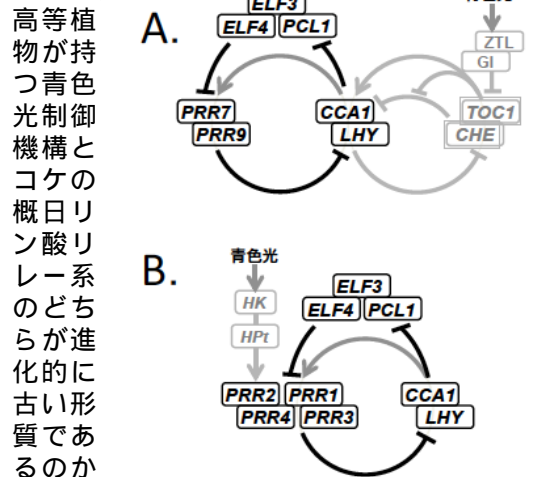 高等植
物が持
つ青色
光制御
機構と
コケの
概日リ
ン酸リ
レー系
のどち
らが進
化的に
古い形
質であ
るのか
A.
ELF3
ELF4 PCL1
PRR7
PRR9
CCA1
LHY
ZTL
GI
TOC1
CHE
B.
青色光
HK
HPt
ELF3
ELF4 PCL1
PRR2 PRR1
PRR4 PRR3
CCA1
LHY